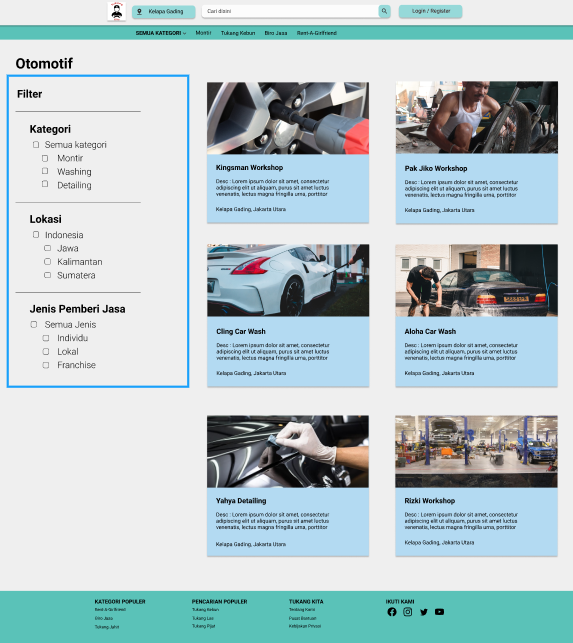 Kelapa Gading
Cari disini
Login / Register
SEMUA KATEGORI
Montir
Tukang Kebun
Biro Jasa
Rent-A-Girlfriend
Otomotif
Filter
Kategori
Semua kategori
Montir
Washing
Detailing
Lokasi
Indonesia
Jawa
Kalimantan
Sumatera
Jenis Pemberi Jasa
Semua Jenis
Individu
Lokal
Franchise
Kingsman Workshop
Desc : Lorem ipsum dolor sit amet, consectetur
adipiscing elit ut aliquam, purus sit amet luctus
venenatis, lectus magna fringilla urna, porttitor
Kelapa Gading, Jakarta Utara
Pak Jiko Workshop
Desc : Lorem ipsum dolor sit amet, consectetur
adipiscing elit ut aliquam, purus sit amet luctus
venenatis, lectus magna fringilla urna, porttitor
Kelapa Gading, Jakarta Utara
Cling Car Wash
Desc : Lorem ipsum dolor sit amet, consectetur
adipiscing elit ut aliquam, purus sit amet luctus
venenatis, lectus magna fringilla urna, porttitor
Kelapa Gading, Jakarta Utara
Aloha Car Wash
Desc : Lorem ipsum dolor sit amet, consectetur
adipiscing elit ut aliquam, purus sit amet luctus
venenatis, lectus magna fringilla urna, porttitor
Kelapa Gading, Jakarta Utara
Yahya Detailing
Desc : Lorem ipsum dolor sit amet, consectetur
adipiscing elit ut aliquam, purus sit amet luctus
venenatis, lectus magna fringilla urna, porttitor
Kelapa Gading, Jakarta Utara
Rizki Workshop
Desc : Lorem ipsum dolor sit amet, consectetur
adipiscing elit ut aliquam, purus sit amet luctus
venenatis, lectus magna fringilla urna, porttitor
Kelapa Gading, Jakarta Utara
KATEGORI POPULER
Rent-A-Girlfriend
Biro Jasa
Tukang Jahit
PENCARIAN POPULER
Tukang Kebun
Tukang Las
Tukang Pijat
TUKANG KITA
Tentang Kami
Pusat Bantuan
Kebijakan Privasi
IKUTI KAMI